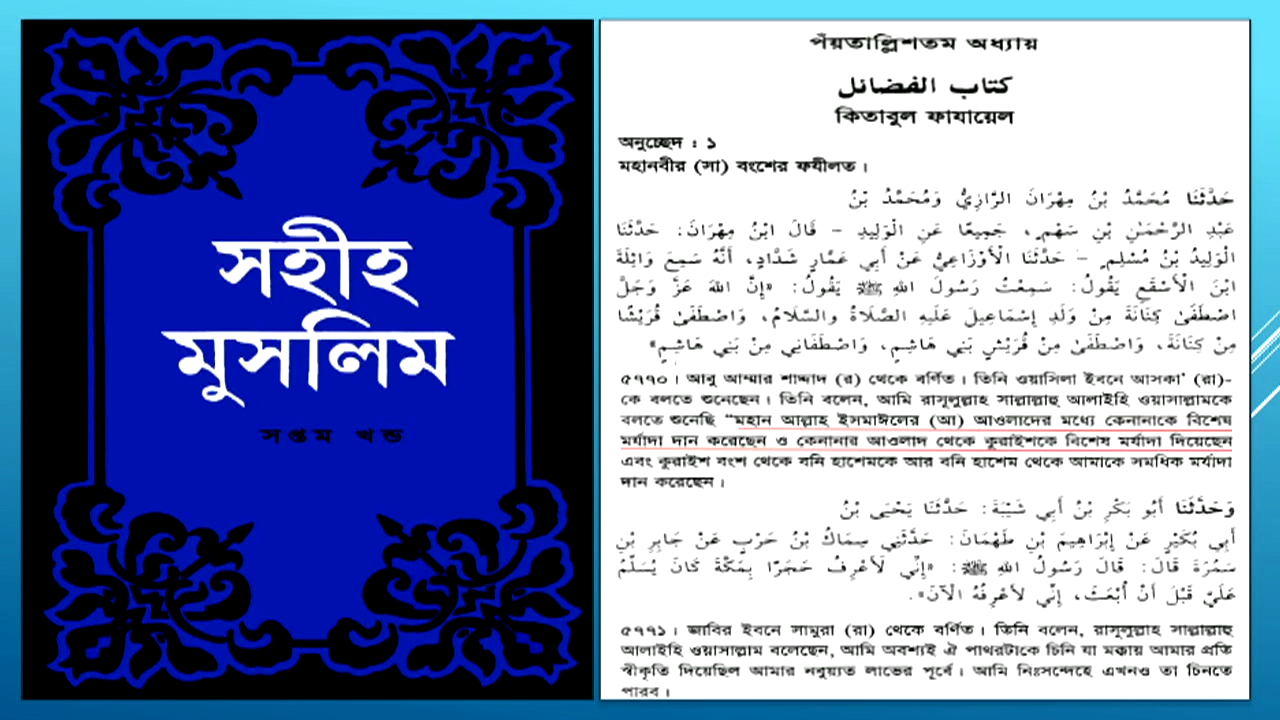 সহীহ
মুসলিম
সপ্তম খন্ড
পঁয়তাল্লিশতম অধ্যায়
كتاب الفضائل
কিতাবুল ফাযায়েল
অনুচ্ছেদ : ১
মহানবীর (সা) বংশের ফযীলত।
حَدَّثَنَا مُحَمَّدُ بْنُ مِهْرَانَ الرَّازِيُّ وَمُحَمَّدُ بْنُ
عَبْدِ الرَّحْمَنِ بْنِ سَهْمٍ، جَمِيعًا عَنِ الْوَلِيدِ - قَالَ ابْنُ مِهْرَانَ: حَدَّثَنَا
الْوَلِيدُ بْنُ مُسْلِمٍ - حَدَّثَنَا الْأَوْزَاعِيُّ عَنْ أَبِي عَمَّارٍ شَدَّادٍ، أَنَّهُ سَمِعَ وَاثِلَةَ
ابْنَ الْأَسْقَعِ يَقُولُ: سَمِعْتُ رَسُولَ اللهِ ﷺ يَقُولُ: «إِنَّ اللهَ عَزَّ وَجَلَّ
اصْطَفَىٰ كِنَانَةَ مِنْ وَلَدِ إِسْمَاعِيلَ عَلَيْهِ الصَّلَاةُ والسَّلَامُ، وَاصْطَفَىٰ قُرَيْشًا
مِنْ كِنَانَةَ، وَاصْطَفَىٰ مِنْ قُرَيْشٍ بَنِي هَاشِمٍ، وَاصْطَفَانِي مِنْ بَنِي هَاشِمٍ»
৫৭৭০। আবু আম্মার শাদ্দাদ (র) থেকে বর্ণিত। তিনি ওয়াসিলা ইবনে আসকা' (রা)-
কে বলতে শুনেছেন। তিনি বলেন, আমি রাসূলুল্লাহ সাল্লাল্লাহু আলাইহি ওয়াসাল্লামকে
বলতে শুনেছি "মহান আল্লাহ ইসমাঈলের (আ) আওলাদের মধ্যে কেনানাকে বিশেষ
মর্যাদা দান করেছেন ও কেনানার আওলাদ থেকে কুরাইশকে বিশেষ মর্যাদা দিয়েছেন
এবং কুরাইশ বংশ থেকে বনি হাশেমকে আর বনি হাশেম থেকে আমাকে সমধিক মর্যাদা
দান করেছেন।
وَحَدَّثَنَا أَبُو بَكْرِ بْنُ أَبِي شَيْبَةَ: حَدَّثَنَا يَحْيَى بْنُ
أَبِي بُكَيْرٍ عَنْ إِبْرَاهِيمَ بْنِ طَهْمَانَ: حَدَّثَنِي سِمَاكُ بْنُ حَرْبٍ عَنْ جَابِرِ بْنِ
سَمُرَةَ قَالَ: قَالَ رَسُولُ اللهِ ﷺ: «إِنِّي لَأَعْرِفُ حَجَرًا بِمَكَّةَ كَانَ يُسَلِّمُ
عَلَيَّ قَبْلَ أَنْ أُبْعَثَ، إِنِّي لَأَعْرِفُهُ الْآنَ».
৫৭৭১। জাবির ইবনে সামুরা (রা) থেকে বর্ণিত। তিনি বলেন, রাসূলুল্লাহ সাল্লাল্লাহু
আলাইহি ওয়াসাল্লাম বলেছেন, আমি অবশ্যই ঐ পাথরটাকে চিনি যা মক্কায় আমার প্রতি
স্বীকৃতি দিয়েছিল আমার নবুয়্যত লাভের পূর্বে। আমি নিঃসন্দেহে এখনও তা চিনতে
পারব।